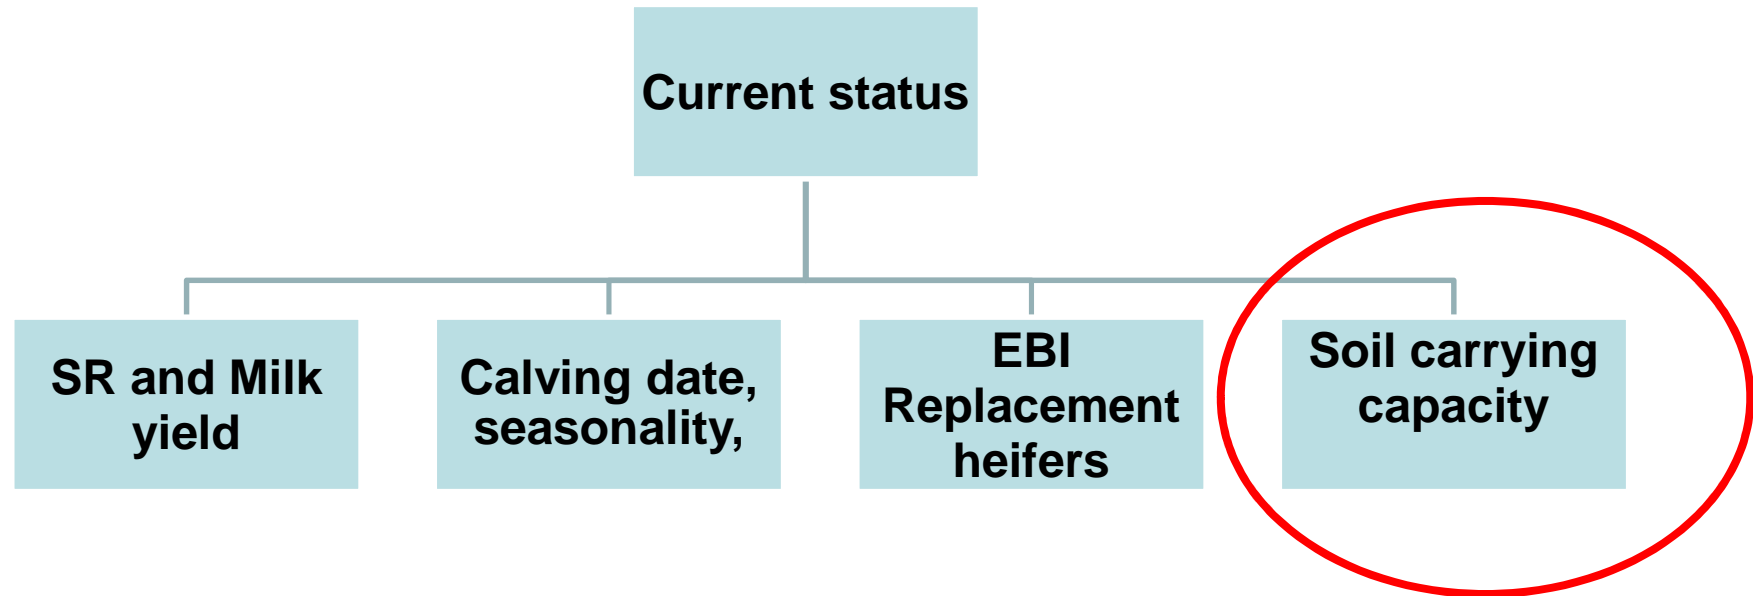 Current status
SR and Milk
yield
Calving date,
seasonality,
EBI
Replacement
heifers
Soil carrying
capacity